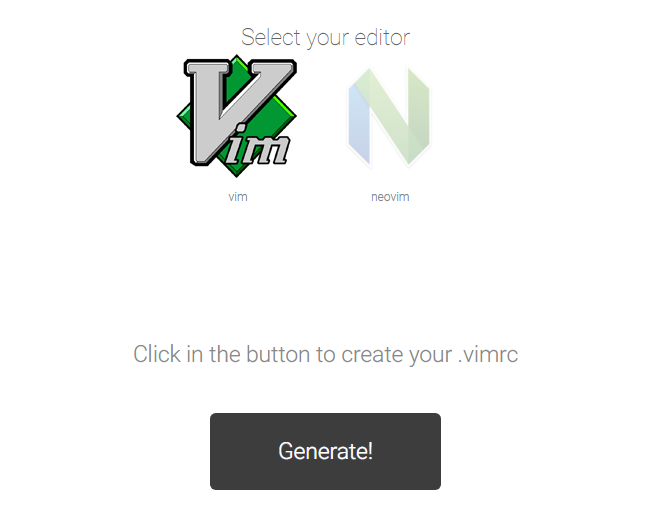 Select your editor
Vim
vim
neovim
Click in the button to create your .vimrc
Generate!